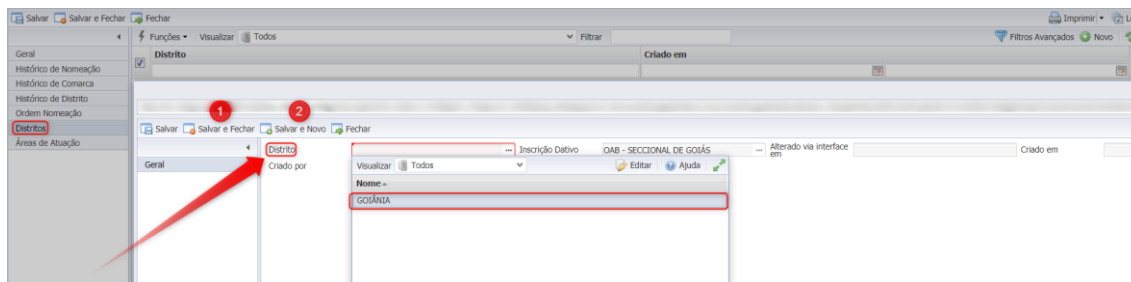 Salvar Salvar e Fechar Fechar Imprimir
Funções Visualizar Todos Filtrar Filtros Avançados Novo
Geral
Histórico de Nomeação
Histórico de Comarca
Histórico de Distrito
Ordem Nomeação
Distritos
Áreas de Atuação
Distrito Criado em
1 2
Salvar Salvar e Fechar Salvar e Novo Fechar
Geral
Distrito Inscrição Dativo OAB - SECCIONAL DE GOIÁS Alterado via interface em Criado em
Criado por
Visualizar Todos Editar Ajuda
Nome
GOIÂNIA